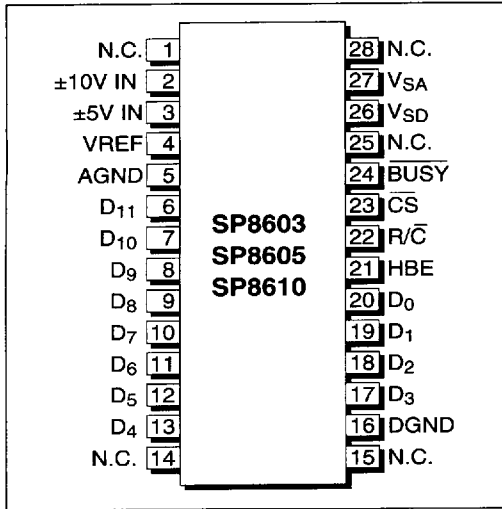 N.C. 1
±10V IN 2
±5V IN 3
VREF 4
AGND 5
D11 6
D10 7
D9 8
D8 9
D7 10
D6 11
D5 12
D4 13
N.C. 14
SP8603
SP8605
SP8610
28 N.C.
27 VSA
26 VSD
25 N.C.
24 B̅U̅S̅Y̅
23 C̅S̅
22 R/C̅
21 HBE
20 D0
19 D1
18 D2
17 D3
16 DGND
15 N.C.